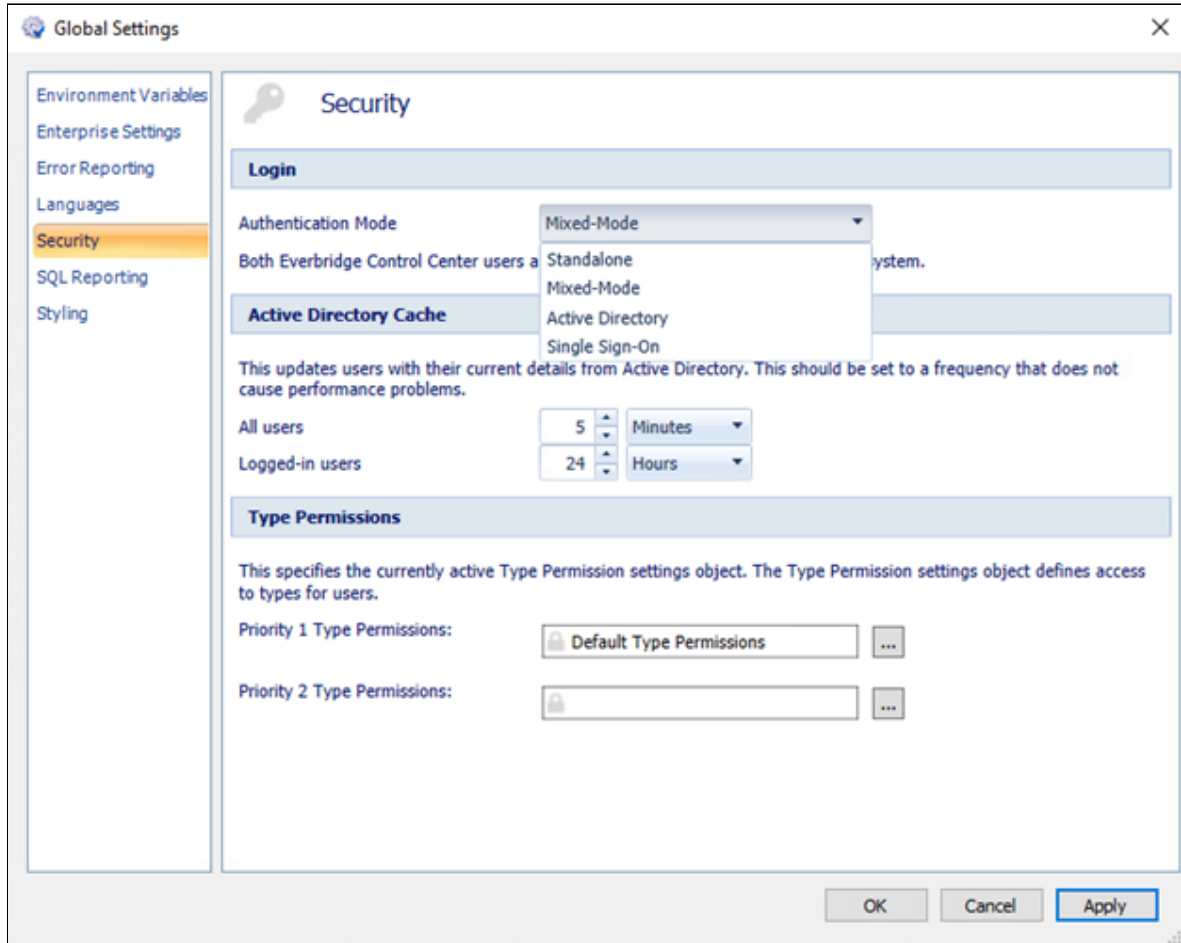 Global Settings
Environment Variables
Enterprise Settings
Error Reporting
Languages
Security
SQL Reporting
Styling
Security
Login
Authentication Mode
Mixed-Mode
Standalone
Mixed-Mode
Active Directory
Single Sign-On
Both Everbridge Control Center users a
ystem.
Active Directory Cache
This updates users with their current details from Active Directory. This should be set to a frequency that does not
cause performance problems.
All users
5
Minutes
Logged-in users
24
Hours
Type Permissions
This specifies the currently active Type Permission settings object. The Type Permission settings object defines access
to types for users.
Priority 1 Type Permissions:
Default Type Permissions
...
Priority 2 Type Permissions:
...
OK
Cancel
Apply